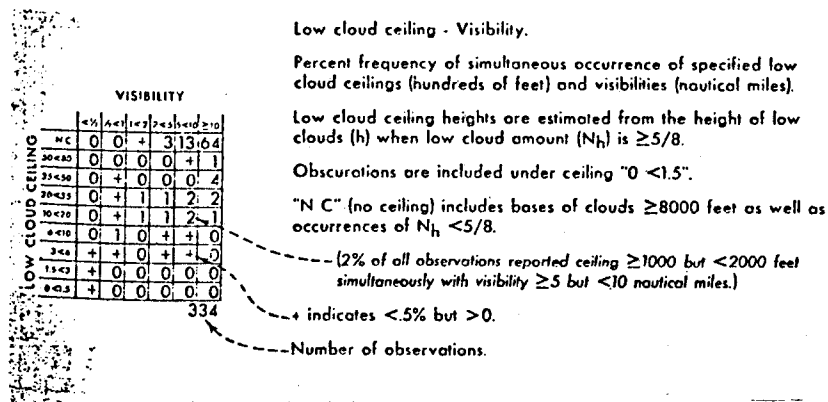 Low cloud ceiling - Visibility.
Percent frequency of simultaneous occurrence of specified low
cloud ceilings (hundreds of feet) and visibilities (nautical miles).
Low cloud ceiling heights are estimated from the height of low
clouds (h) when low cloud amount (Nh) is ≥5/8.
Obscurations are included under ceiling "0 <1.5".
"N C" (no ceiling) includes bases of clouds ≥8000 feet as well as
occurrences of Nh <5/8.
(2% of all observations reported ceiling ≥1000 but <2000 feet
simultaneously with visibility ≥5 but <10 nautical miles.)
+ indicates <.5% but >0.
Number of observations.
VISIBILITY
LOW CLOUD CEILING
<½ ½<1 1<2 2<5 5<10 ≥10
NC 0 0 + 3 13 64
50<80 0 0 0 0 + 1
35<50 0 + 0 0 0 4
20<35 0 + 1 1 2 2
10<20 0 + 1 1 2 1
6<10 0 1 0 + + 0
3<6 + + 0 + + 0
1.5<3 + 0 0 0 0 0
0<1.5 + 0 0 0 0 0
334